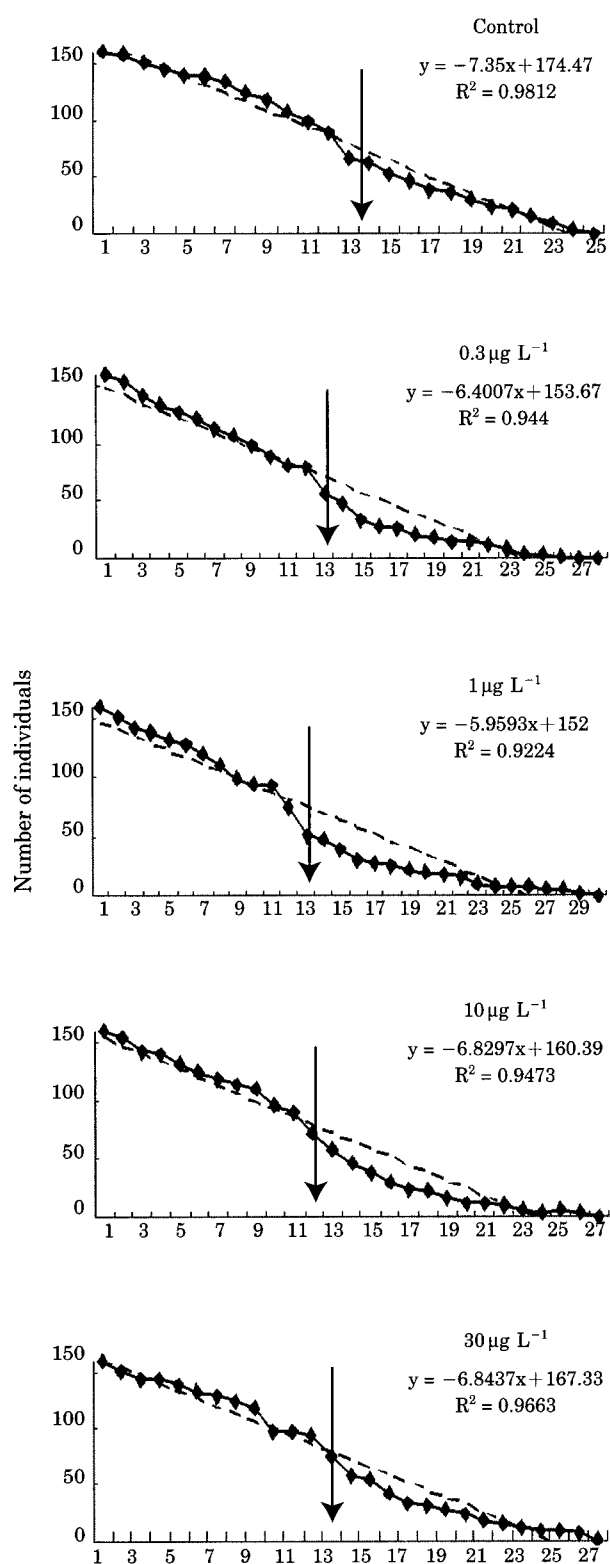 Control
y = −7.35x+174.47
R² = 0.9812
150
100
50
0
1 3 5 7 9 11 13 15 17 19 21 23 25
0.3 µg L⁻¹
y = −6.4007x+153.67
R² = 0.944
150
100
50
0
1 3 5 7 9 11 13 15 17 19 21 23 25 27
Number of individuals
1 µg L⁻¹
y = −5.9593x+152
R² = 0.9224
150
100
50
0
1 3 5 7 9 11 13 15 17 19 21 23 25 27 29
10 µg L⁻¹
y = −6.8297x+160.39
R² = 0.9473
150
100
50
0
1 3 5 7 9 11 13 15 17 19 21 23 25 27
30 µg L⁻¹
y = −6.8437x+167.33
R² = 0.9663
150
100
50
0
1 3 5 7 9 11 13 15 17 19 21 23 25 27